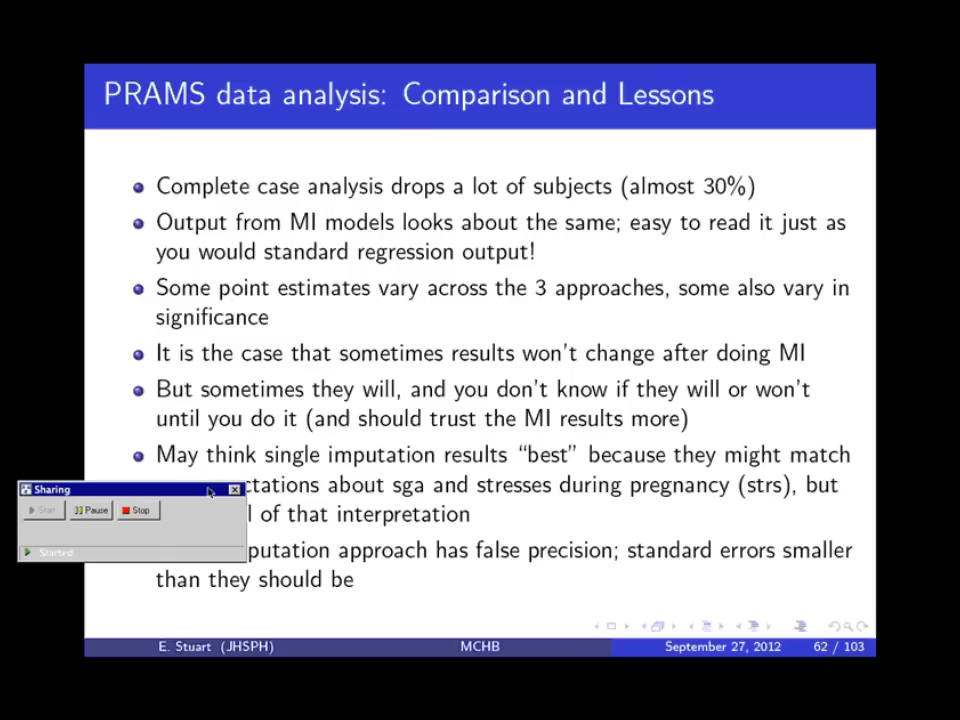 PRAMS data analysis: Comparison and Lessons
Complete case analysis drops a lot of subjects (almost 30%)
Output from MI models looks about the same; easy to read it just as
you would standard regression output!
Some point estimates vary across the 3 approaches, some also vary in
significance
It is the case that sometimes results won't change after doing MI
But sometimes they will, and you don't know if they will or won't
until you do it (and should trust the MI results more)
May think single imputation results "best" because they might match
ctations about sga and stresses during pregnancy (strs), but
l of that interpretation
putation approach has false precision; standard errors smaller
than they should be
Sharing
Start Pause Stop
Started
E. Stuart (JHSPH) MCHB September 27, 2012 62 / 103